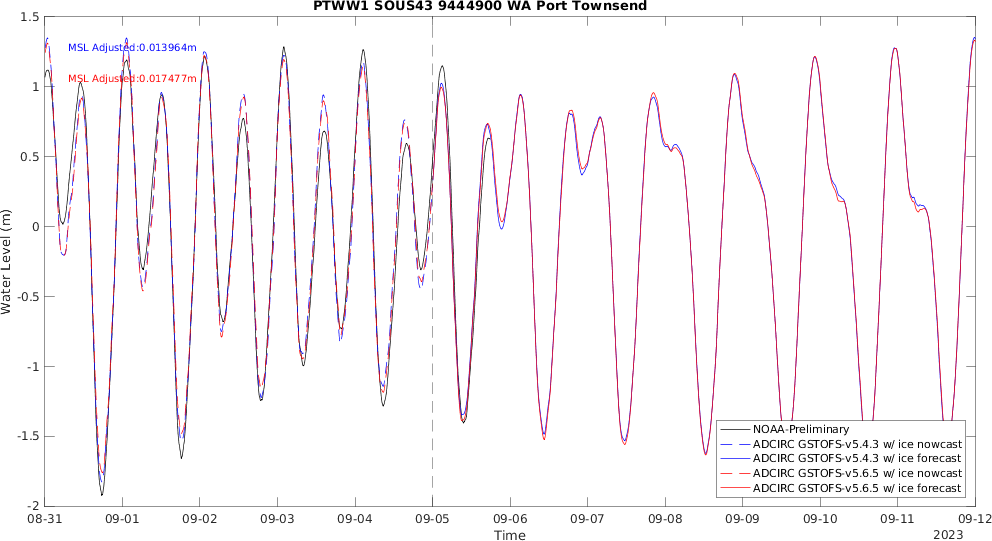 PTWW1 SOUS43 9444900 WA Port Townsend
1.5
MSL Adjusted:0.013964m
MSL Adjusted:0.017477m
1
0.5
0
-0.5
-1
-1.5
-2
Water Level (m)
NOAA-Preliminary
ADCIRC GSTOFS-v5.4.3 w/ ice nowcast
ADCIRC GSTOFS-v5.4.3 w/ ice forecast
ADCIRC GSTOFS-v5.6.5 w/ ice nowcast
ADCIRC GSTOFS-v5.6.5 w/ ice forecast
08-31 09-01 09-02 09-03 09-04 09-05 09-06 09-07 09-08 09-09 09-10 09-11 09-12
Time
2023